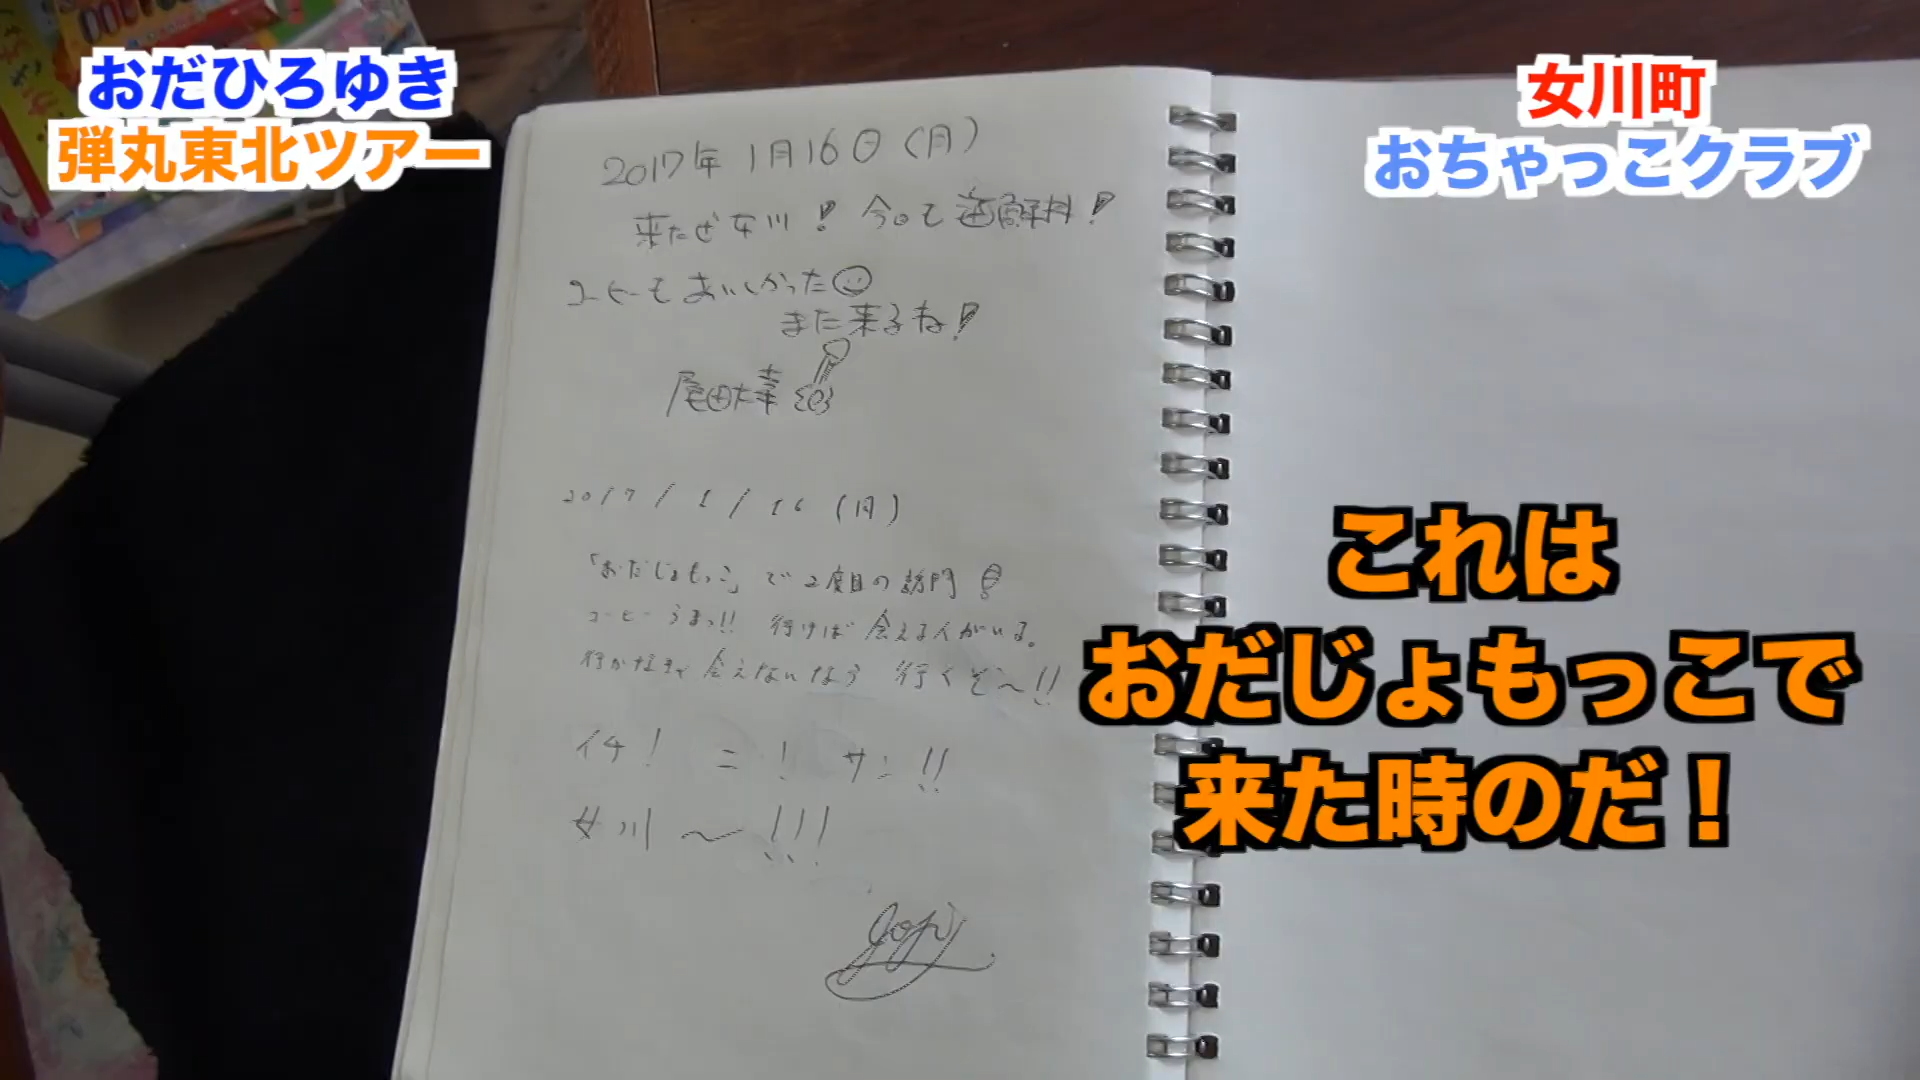 おだひろゆき
弾丸東北ツアー
女川町
おちゃっこクラブ
2017年1月16日(月)
来たぜ女川!
コーヒーもおいしかった
また来るね!
2017/1/16 (月)
「おだじょもっこ」で2度目の訪問
コーヒーうまっ!! 行けば会える人がいる。
行かなきゃ会えないなら 行くぞ〜!!
イチ! ニ! サン!!
女川〜!!!
これは
おだじょもっこで
来た時のだ!